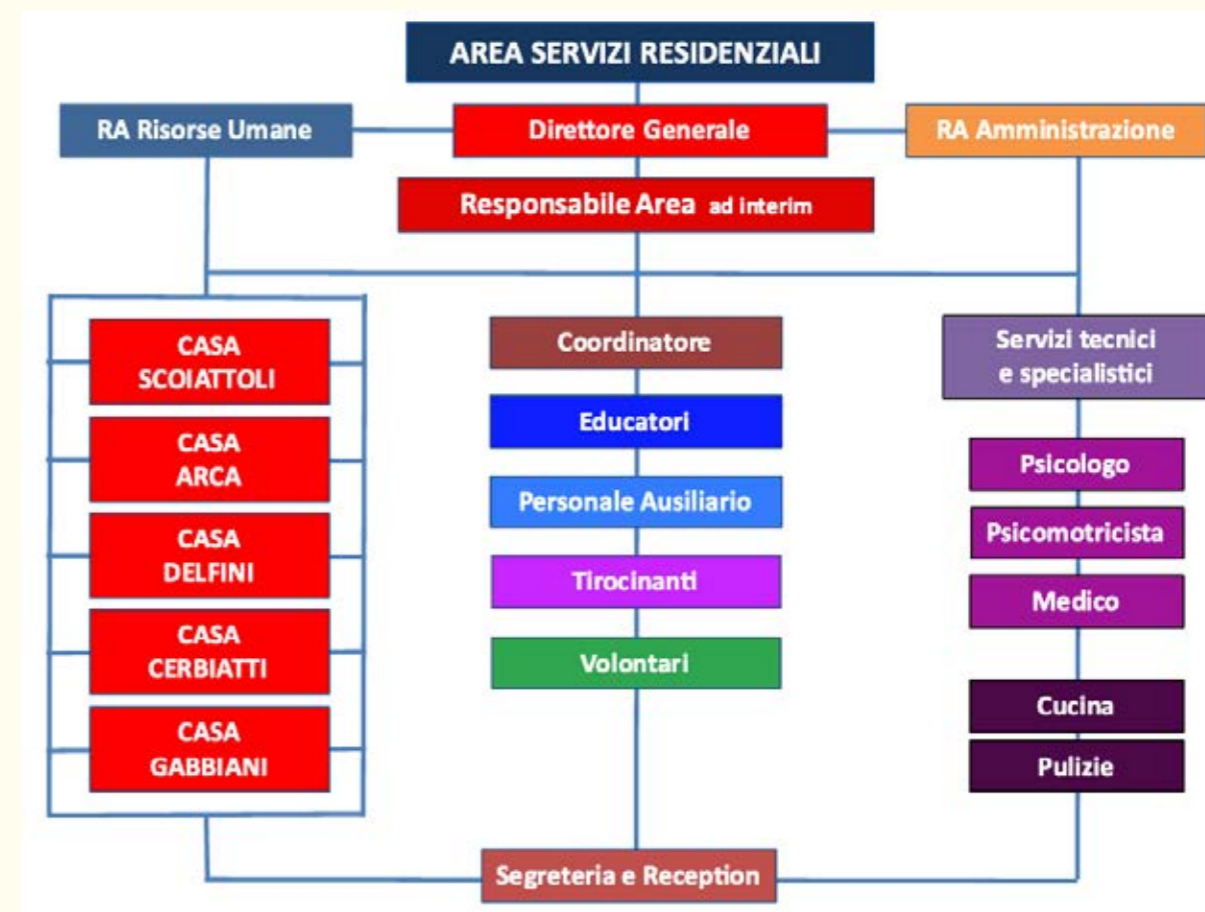 AREA SERVIZI RESIDENZIALI
RA Risorse Umane
Direttore Generale
RA Amministrazione
Responsabile Area ad interim
CASA
SCOIATTOLI
CASA
ARCA
CASA
DELFINI
CASA
CERBIATTI
CASA
GABBIANI
Coordinatore
Educatori
Personale Ausiliario
Tirocinanti
Volontari
Servizi tecnici
e specialistici
Psicologo
Psicomotricista
Medico
Cucina
Pulizie
Segreteria e Reception